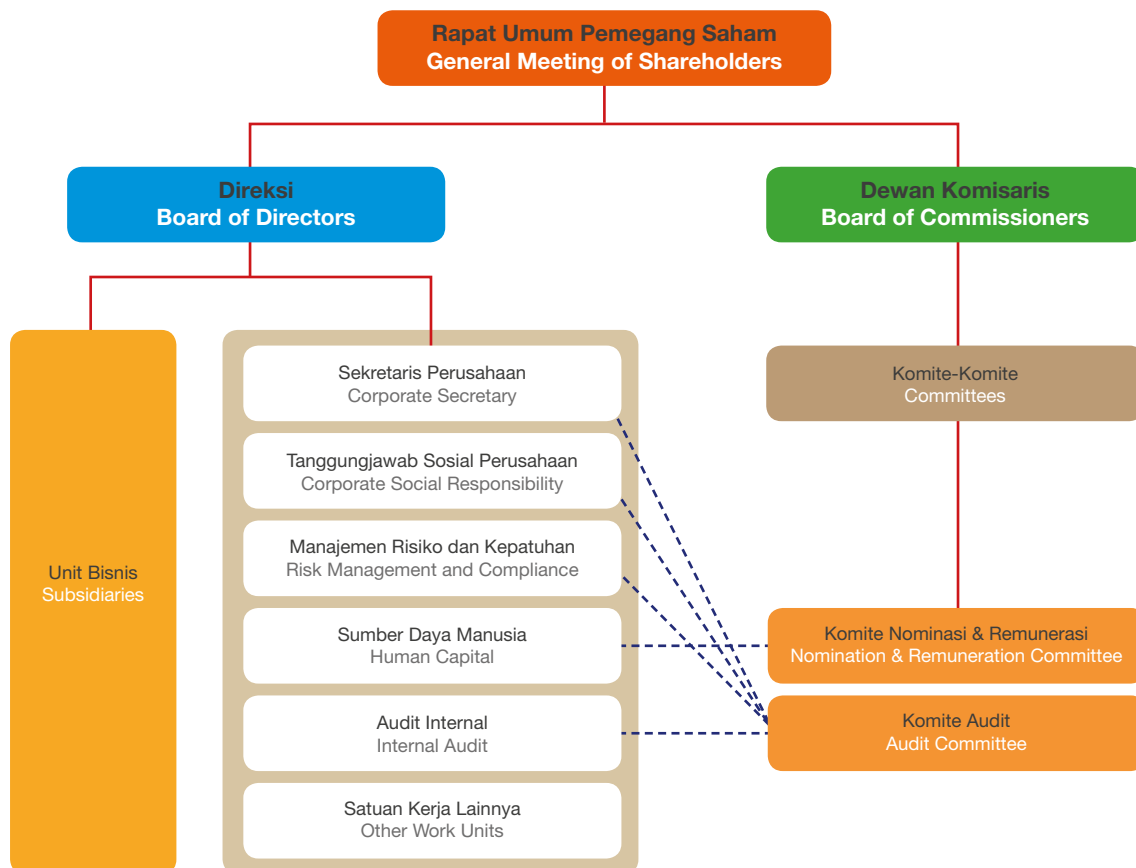 Rapat Umum Pemegang Saham
General Meeting of Shareholders
Direksi
Board of Directors
Dewan Komisaris
Board of Commissioners
Unit Bisnis
Subsidiaries
Sekretaris Perusahaan
Corporate Secretary
Tanggungjawab Sosial Perusahaan
Corporate Social Responsibility
Manajemen Risiko dan Kepatuhan
Risk Management and Compliance
Sumber Daya Manusia
Human Capital
Audit Internal
Internal Audit
Satuan Kerja Lainnya
Other Work Units
Komite-Komite
Committees
Komite Nominasi & Remunerasi
Nomination & Remuneration Committee
Komite Audit
Audit Committee